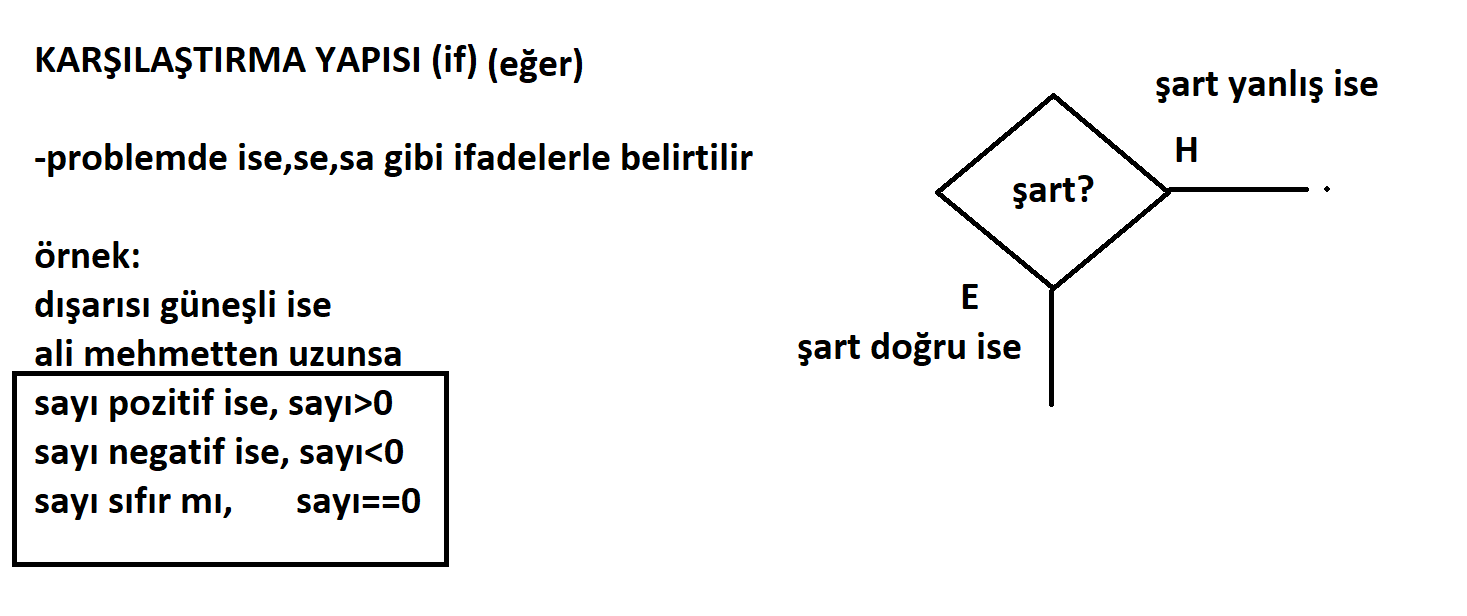 KARŞILAŞTIRMA YAPISI (if) (eğer)
-problemde ise,se,sa gibi ifadelerle belirtilir
örnek:
dışarısı güneşli ise
ali mehmetten uzunsa
sayı pozitif ise, sayı>0
sayı negatif ise, sayı<0
sayı sıfır mı, sayı==0
şart yanlış ise
H
şart?
E
şart doğru ise